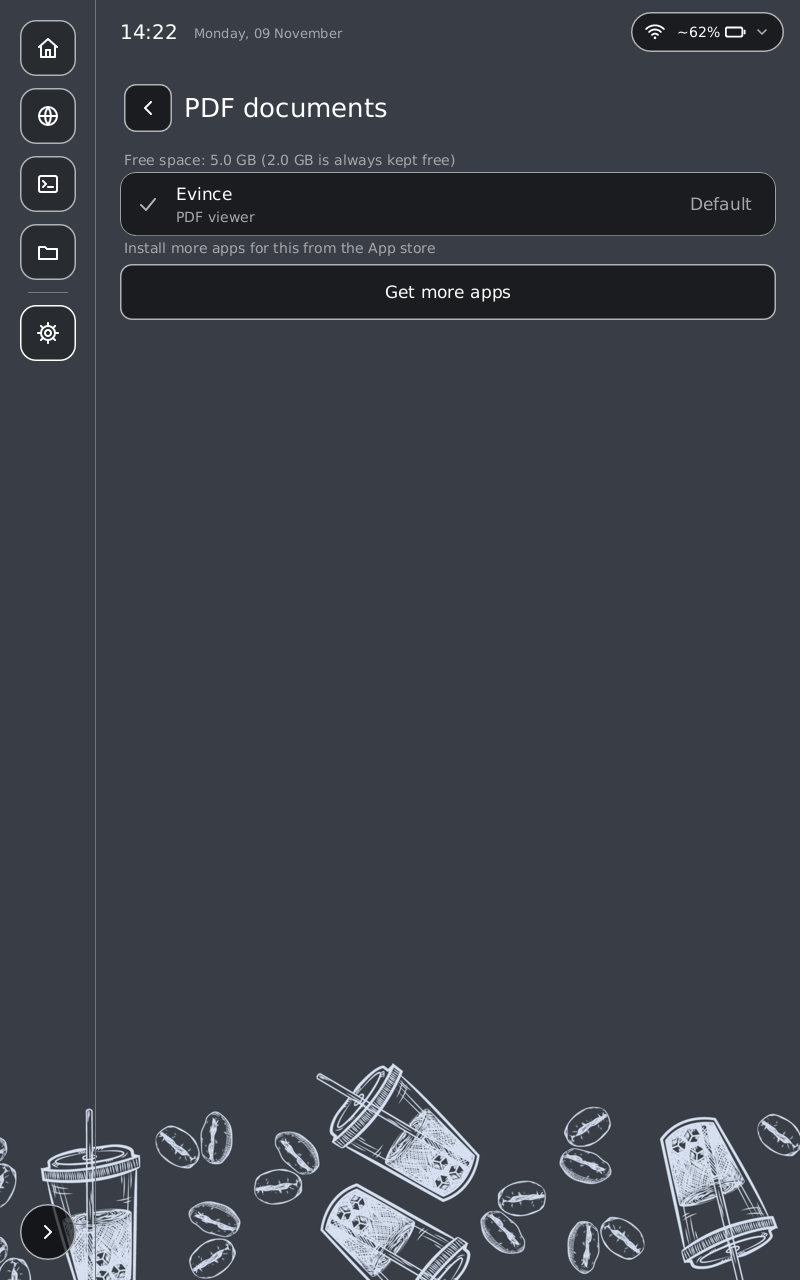 14:22 Monday, 09 November ~62%
PDF documents
Free space: 5.0 GB (2.0 GB is always kept free)
Evince
PDF viewer
Default
Install more apps for this from the App store
Get more apps